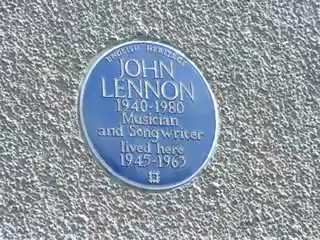 ENGLISH HERITAGE
JOHN
LENNON
1940-1980
Musician
and Songwriter
lived here
1945-1963